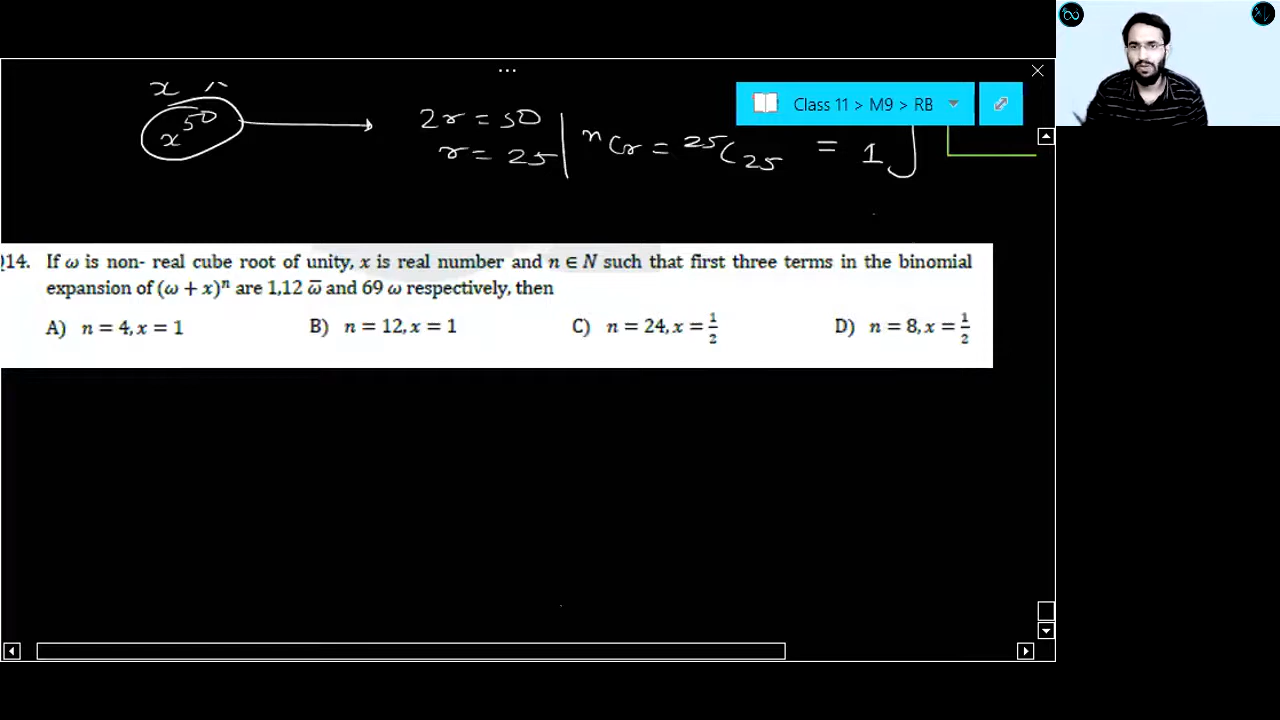 x
x^50 → 2r = 50 | ⁿCr = ²⁵C₂₅ = 1
r = 25
Class 11 > M9 > RB
14. If ω is non- real cube root of unity, x is real number and n ∈ N such that first three terms in the binomial
expansion of (ω + x)ⁿ are 1,12 ω̅ and 69 ω respectively, then
A) n = 4, x = 1 B) n = 12, x = 1 C) n = 24, x = 1/2 D) n = 8, x = 1/2